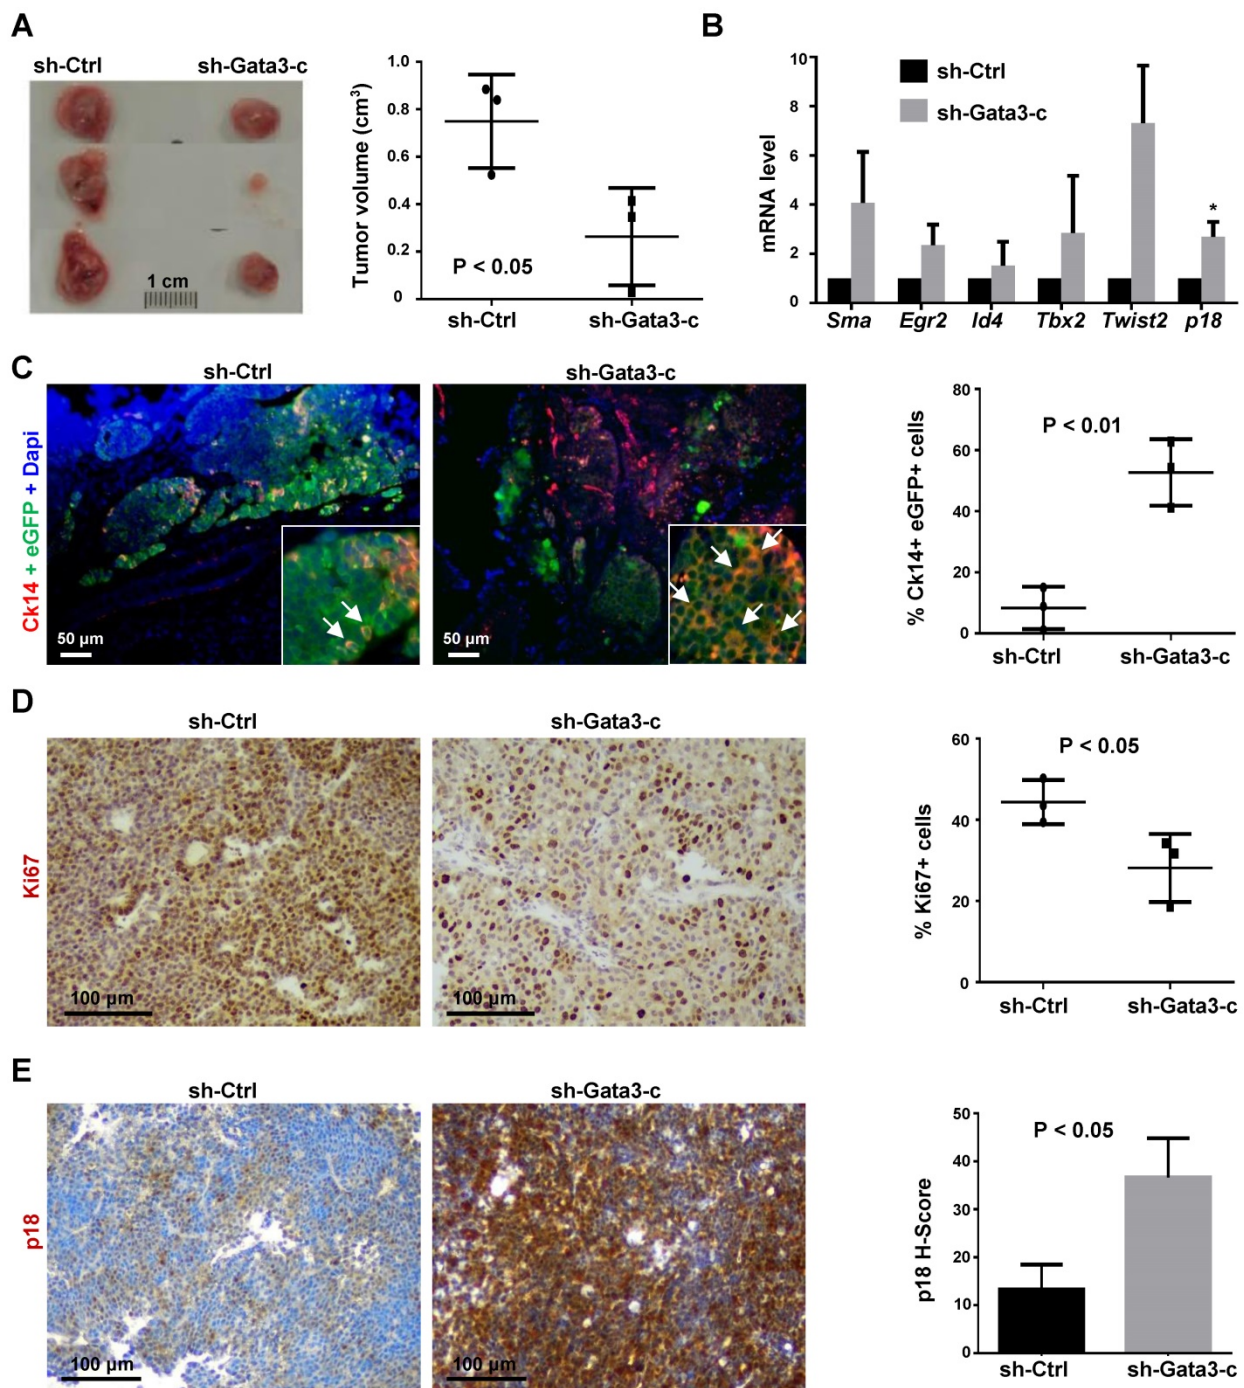 A
sh-Ctrl
sh-Gata3-c
1 cm
Tumor volume (cm³)
1.0
0.8
0.6
0.4
0.2
0
P < 0.05
sh-Ctrl
sh-Gata3-c
B
mRNA level
10
8
6
4
2
0
sh-Ctrl
sh-Gata3-c
*
Sma
Egr2
Id4
Tbx2
Twist2
p18
C
sh-Ctrl
sh-Gata3-c
Ck14 + eGFP + Dapi
50 µm
50 µm
% Ck14+ eGFP+ cells
80
60
40
20
0
P < 0.01
sh-Ctrl
sh-Gata3-c
D
sh-Ctrl
sh-Gata3-c
Ki67
100 µm
100 µm
% Ki67+ cells
60
40
20
0
P < 0.05
sh-Ctrl
sh-Gata3-c
E
sh-Ctrl
sh-Gata3-c
p18
100 µm
100 µm
p18 H-Score
50
40
30
20
10
0
P < 0.05
sh-Ctrl
sh-Gata3-c